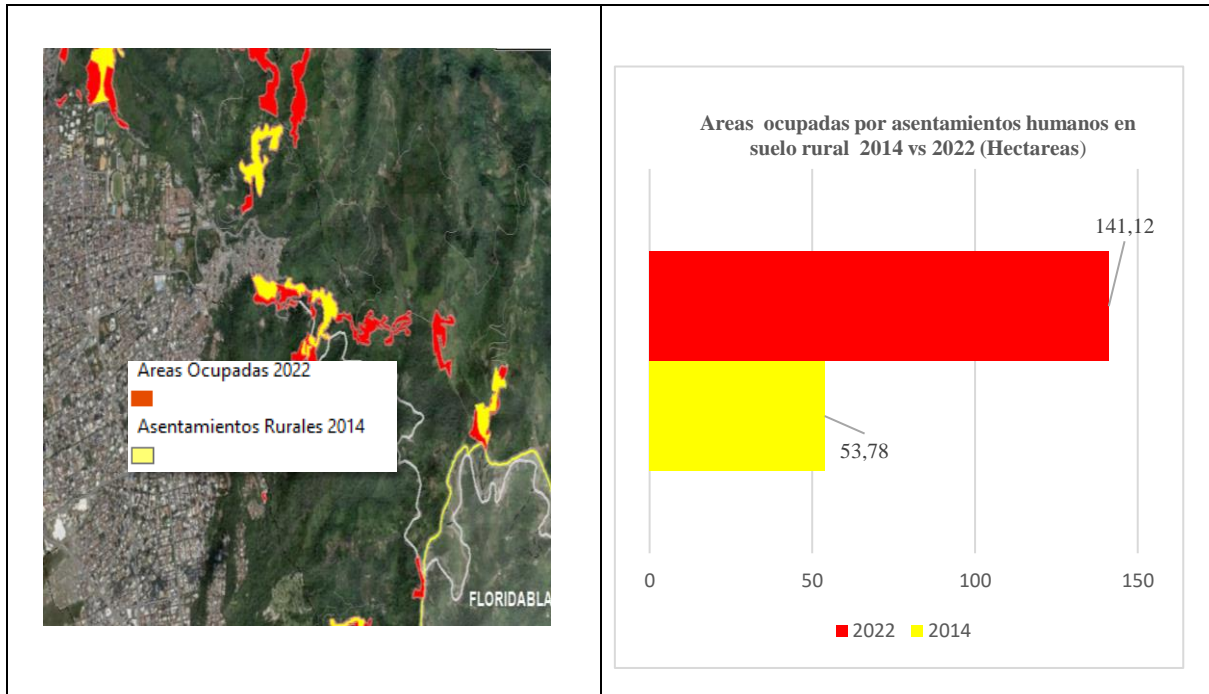 Areas Ocupadas 2022
Asentamientos Rurales 2014
FLORIDABLA
Areas ocupadas por asentamientos humanos en
suelo rural 2014 vs 2022 (Hectareas)
141,12
53,78
0 50 100 150
2022 2014